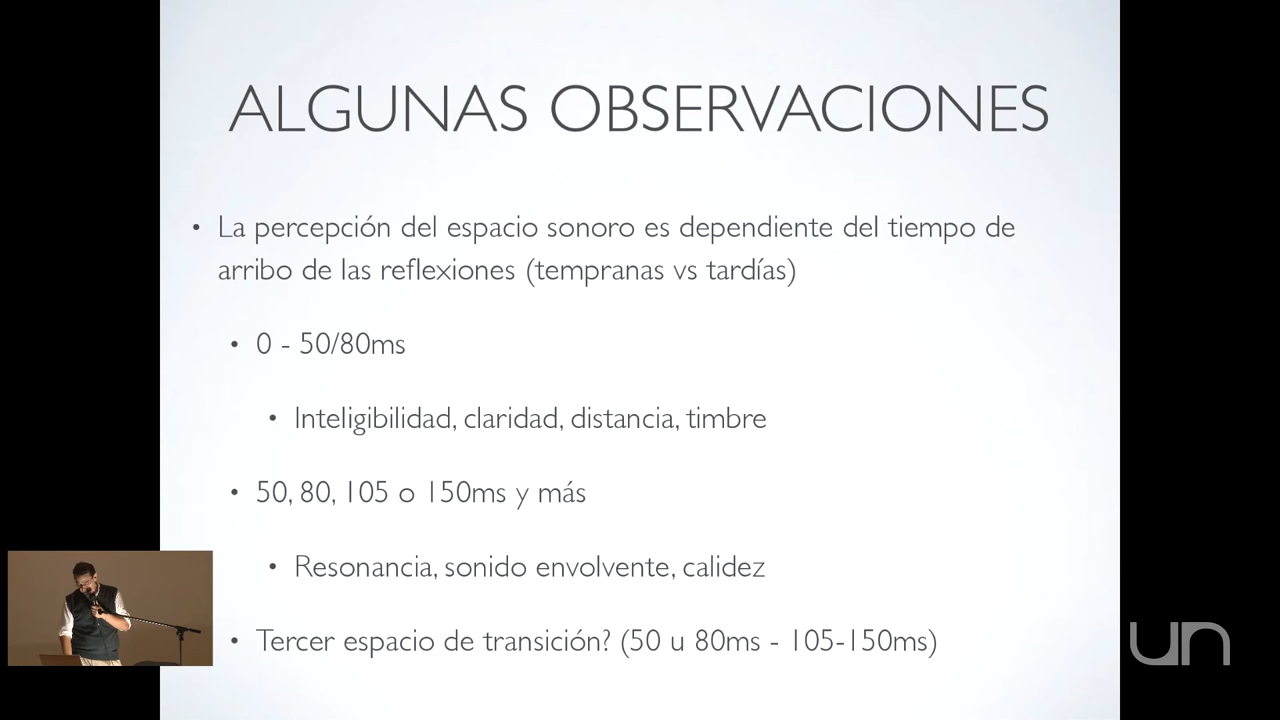 ALGUNAS OBSERVACIONES
• La percepción del espacio sonoro es dependiente del tiempo de
arribo de las reflexiones (tempranas vs tardías)
• 0 - 50/80ms
• Inteligibilidad, claridad, distancia, timbre
• 50, 80, 105 o 150ms y más
• Resonancia, sonido envolvente, calidez
• Tercer espacio de transición? (50 u 80ms - 105-150ms)
un